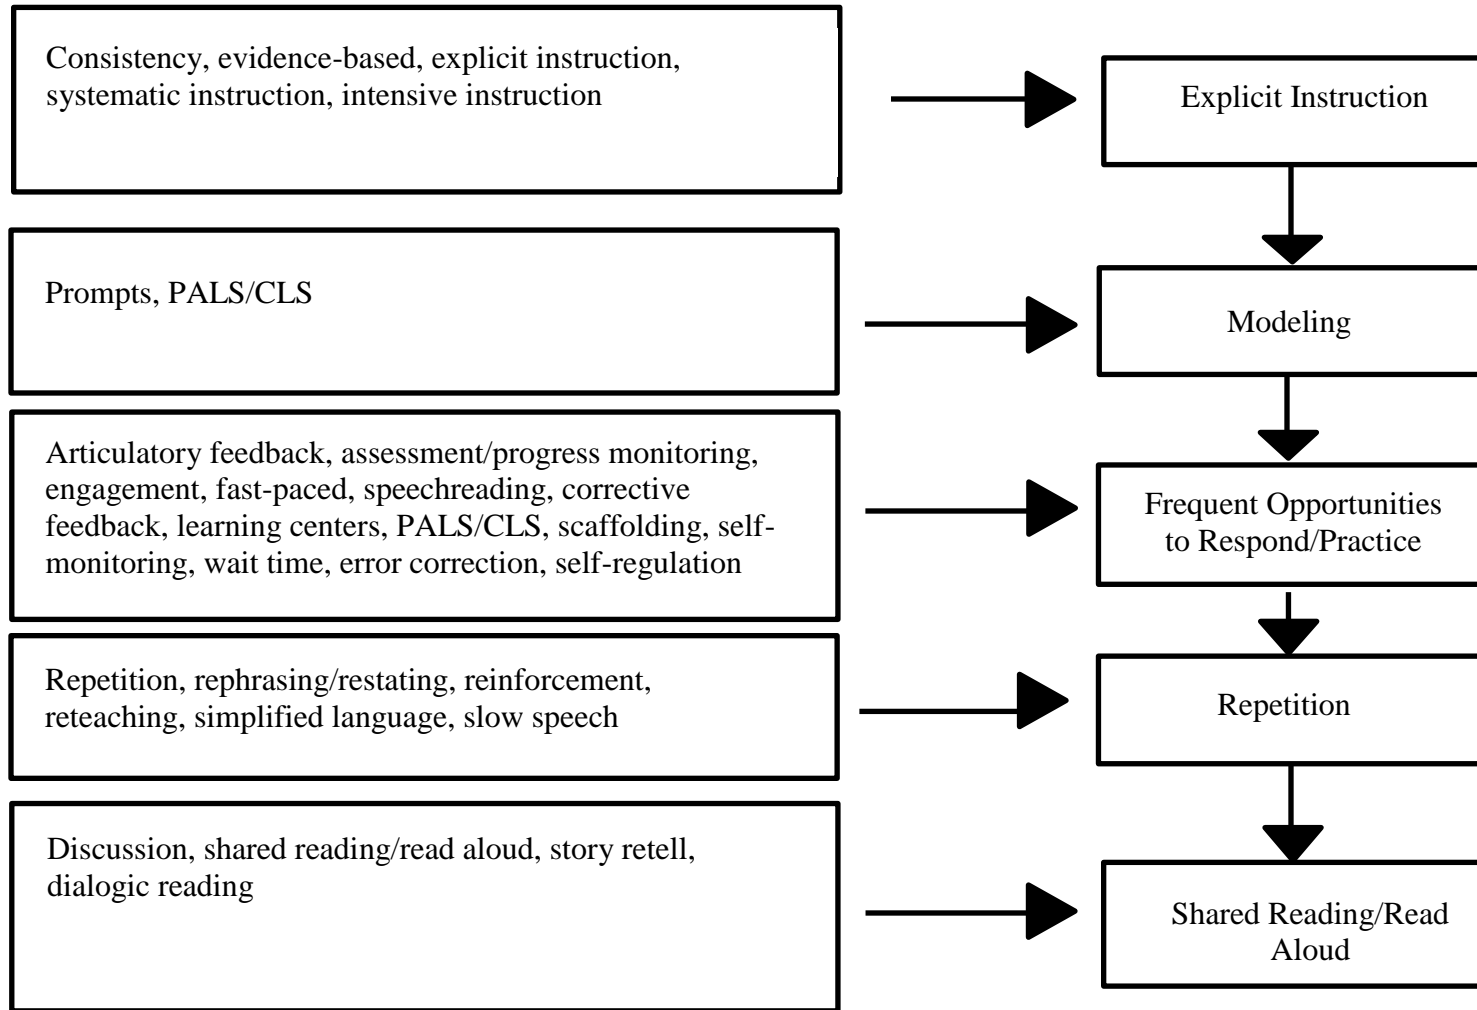 Consistency, evidence-based, explicit instruction,
systematic instruction, intensive instruction
Explicit Instruction
Prompts, PALS/CLS
Modeling
Articulatory feedback, assessment/progress monitoring,
engagement, fast-paced, speechreading, corrective
feedback, learning centers, PALS/CLS, scaffolding, self-
monitoring, wait time, error correction, self-regulation
Frequent Opportunities
to Respond/Practice
Repetition, rephrasing/restating, reinforcement,
reteaching, simplified language, slow speech
Repetition
Discussion, shared reading/read aloud, story retell,
dialogic reading
Shared Reading/Read
Aloud